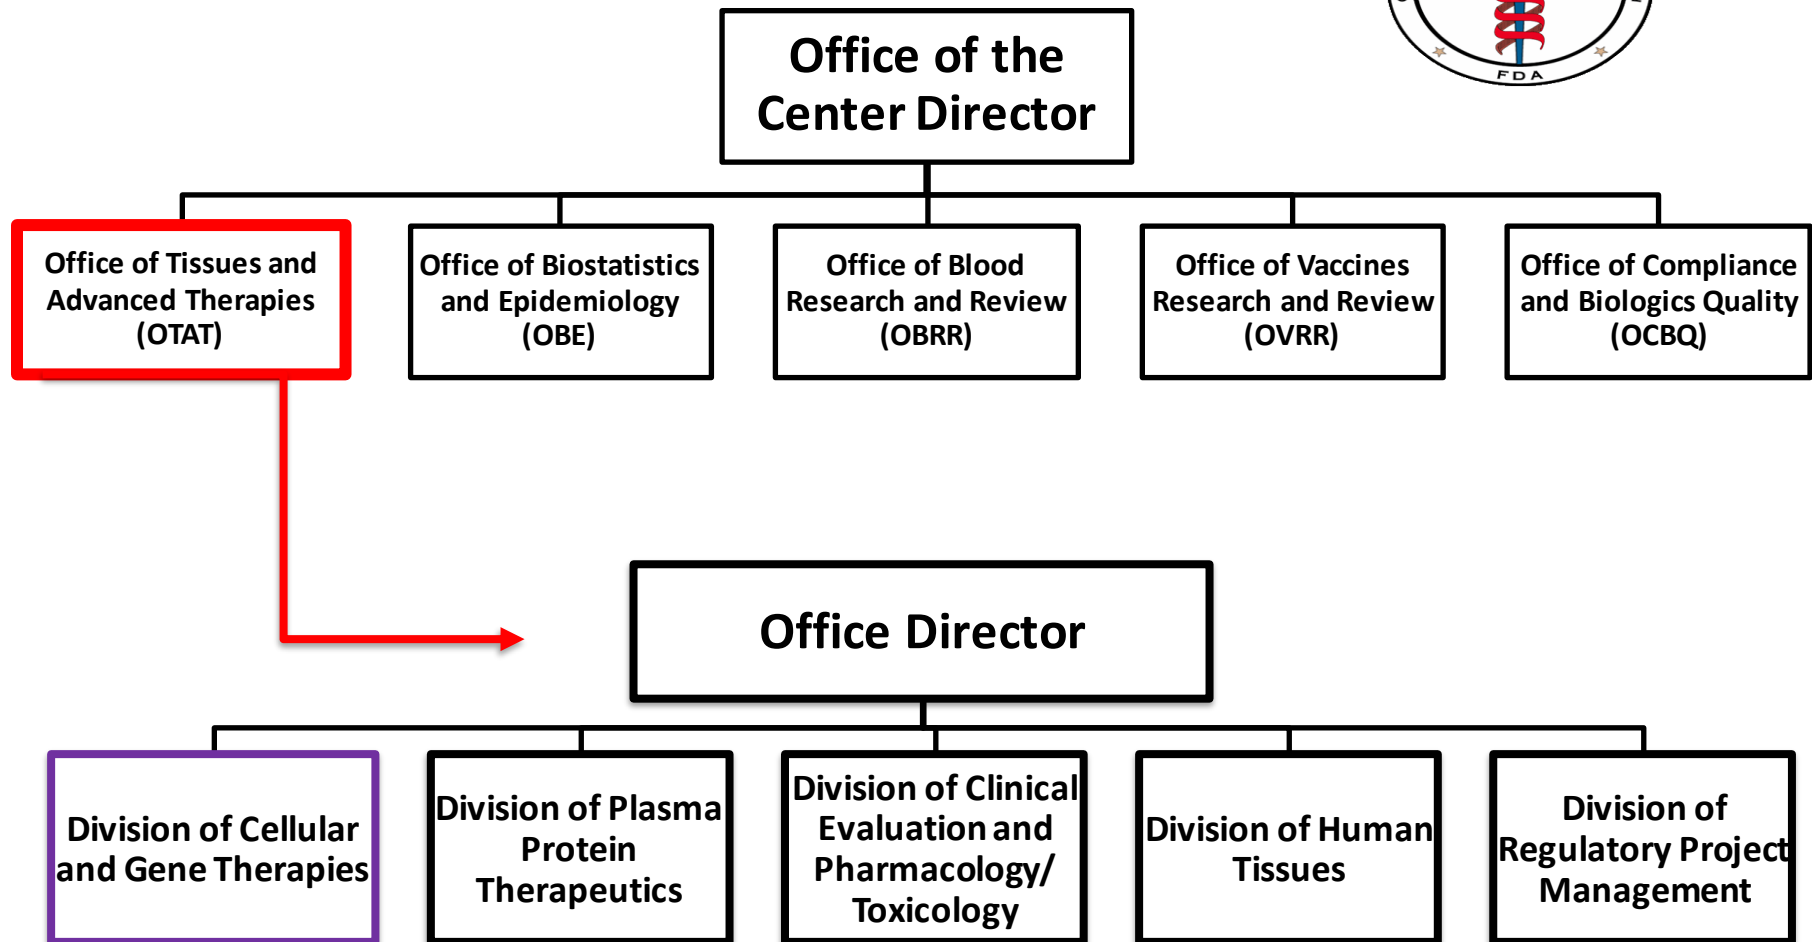 FDA
Office of the
Center Director
Office of Tissues and
Advanced Therapies
(OTAT)
Office of Biostatistics
and Epidemiology
(OBE)
Office of Blood
Research and Review
(OBRR)
Office of Vaccines
Research and Review
(OVRR)
Office of Compliance
and Biologics Quality
(OCBQ)
Office Director
Division of Cellular
and Gene Therapies
Division of Plasma
Protein
Therapeutics
Division of Clinical
Evaluation and
Pharmacology/
Toxicology
Division of Human
Tissues
Division of
Regulatory Project
Management